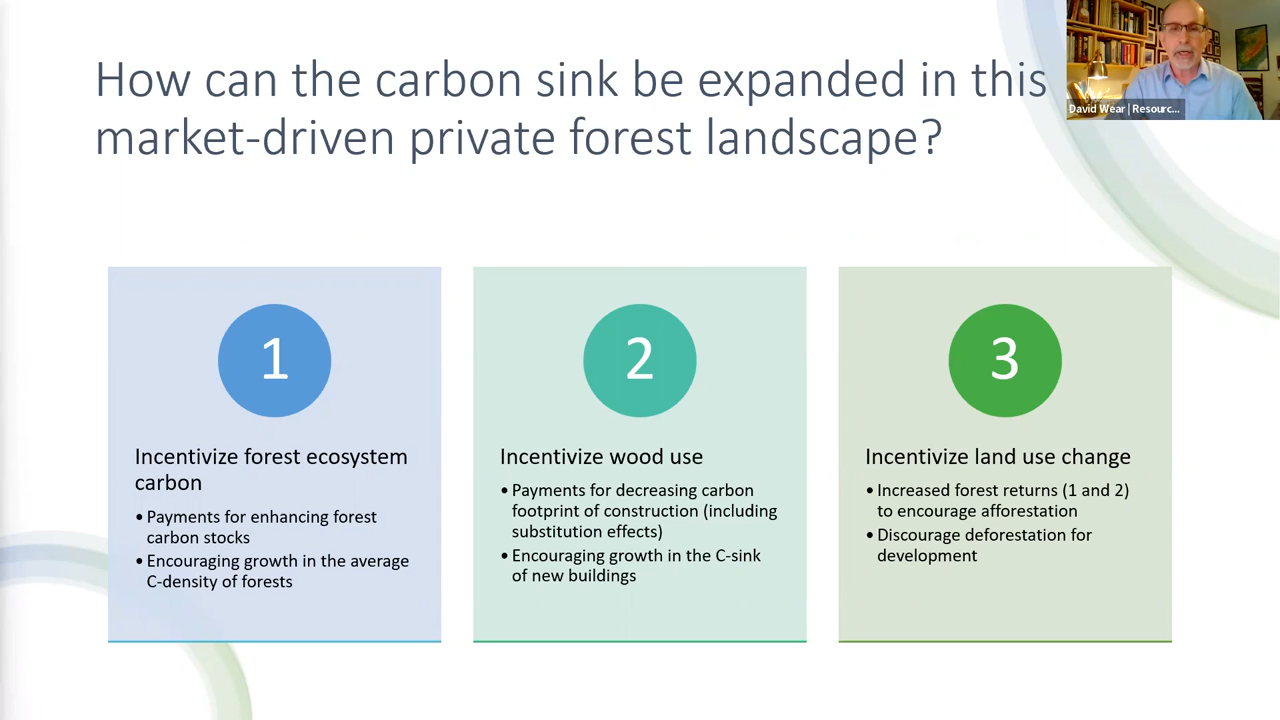 How can the carbon sink be expanded in this
market-driven private forest landscape?
David Wear | Resourc...
1
Incentivize forest ecosystem
carbon
• Payments for enhancing forest
carbon stocks
• Encouraging growth in the average
C-density of forests
2
Incentivize wood use
• Payments for decreasing carbon
footprint of construction (including
substitution effects)
• Encouraging growth in the C-sink
of new buildings
3
Incentivize land use change
• Increased forest returns (1 and 2)
to encourage afforestation
• Discourage deforestation for
development